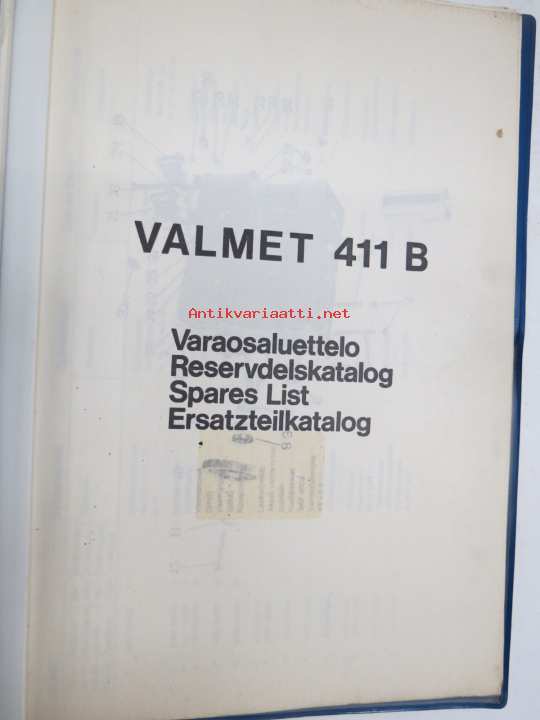 VALMET 411 B
Antikvariaatti.net
Varaosaluettelo
Reservdelskatalog
Spares List
Ersatzteilkatalog